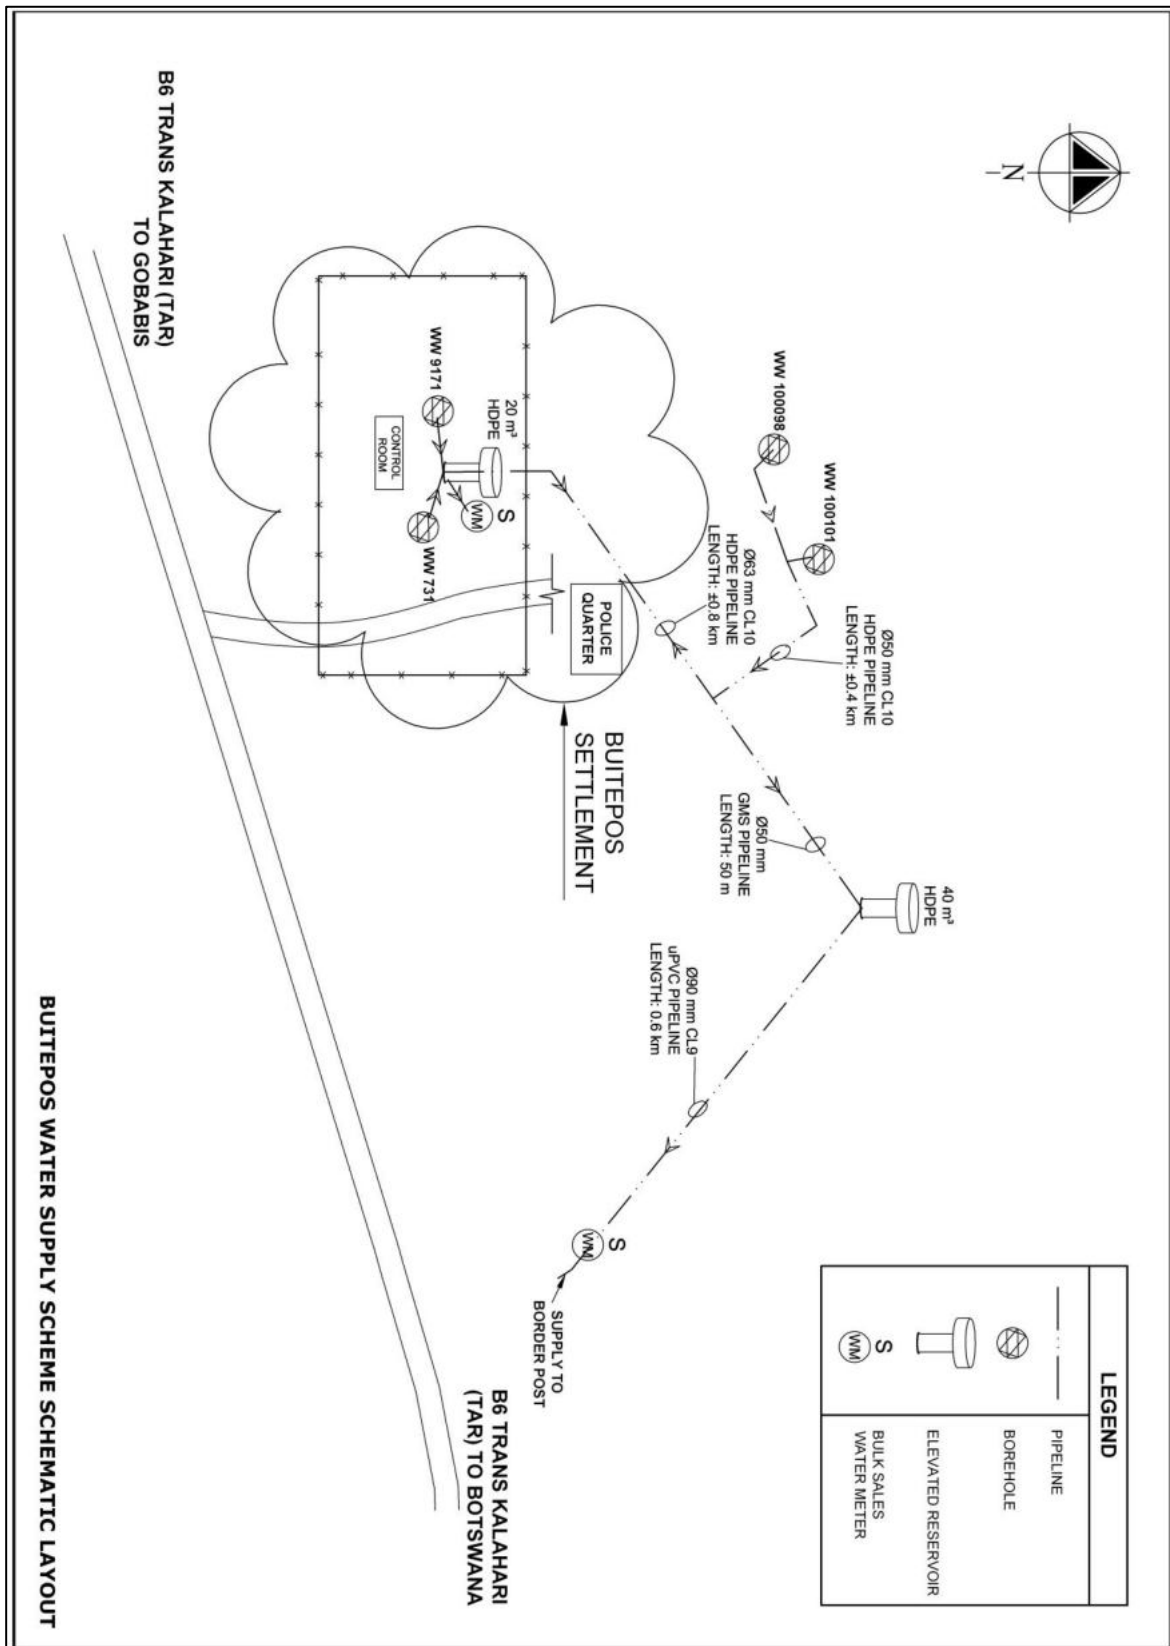 N
B6 TRANS KALAHARI (TAR)
TO GOBABIS
WW 9171
20 m³
HDPE
CONTROL
ROOM
WM
S
WW 731
WW 100098
WW 100101
POLICE
QUARTER
Ø63 mm CL10
HDPE PIPELINE
LENGTH: ±0.8 km
Ø50 mm CL10
HDPE PIPELINE
LENGTH: ±0.4 km
BUITEPOS
SETTLEMENT
Ø50 mm
GMS PIPELINE
LENGTH: 50 m
40 m³
HDPE
Ø90 mm CL9
uPVC PIPELINE
LENGTH: 0.6 km
S
WM
SUPPLY TO
BORDER POST
B6 TRANS KALAHARI
(TAR) TO BOTSWANA
LEGEND
PIPELINE
BOREHOLE
ELEVATED RESERVOIR
S
WM
BULK SALES
WATER METER
BUITEPOS WATER SUPPLY SCHEME SCHEMATIC LAYOUT